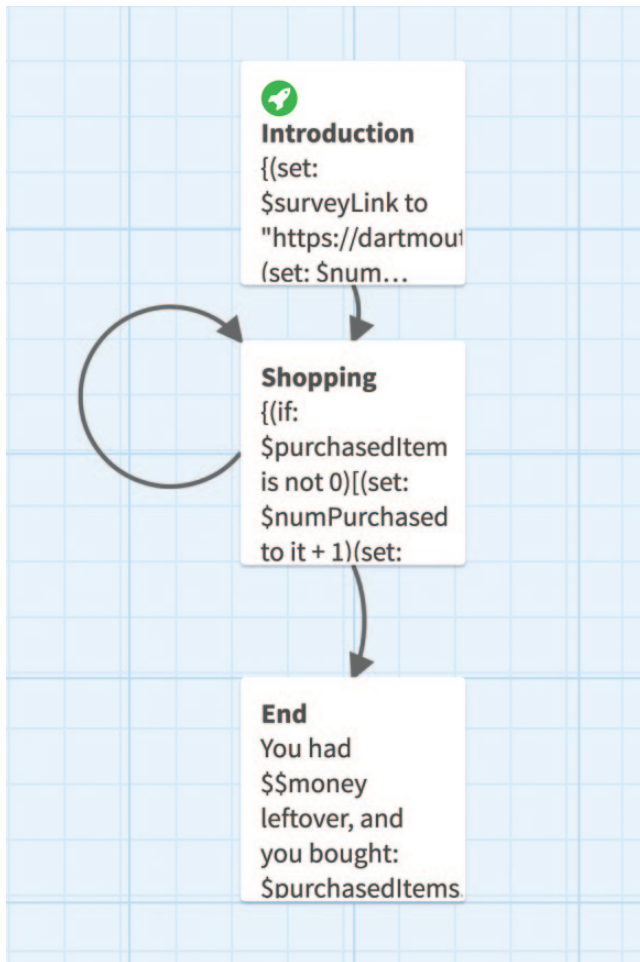 Introduction
{(set:
$surveyLink to
"https://dartmout
(set: $num…
Shopping
{(if:
$purchasedItem
is not 0)[(set:
$numPurchased
to it + 1)(set:
End
You had
$$money
leftover, and
you bought:
$purchasedItems.